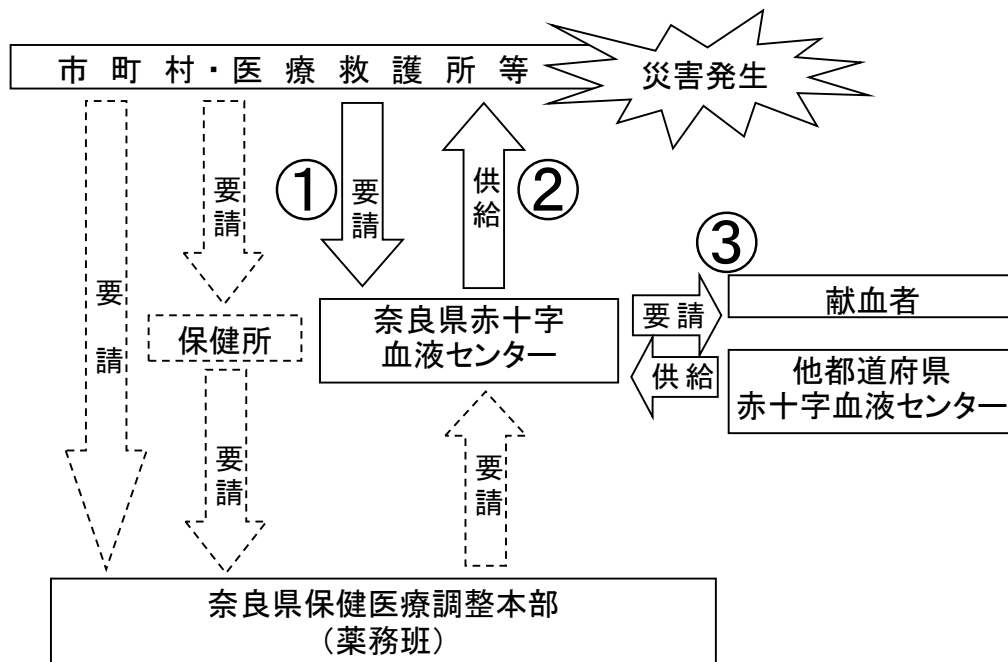 市町村・医療救護所等
災害発生
要請
要請
① 要請
供給 ②
③
要請
供給
献血者
保健所
奈良県赤十字
血液センター
他都道府県
赤十字血液センター
要請
要請
奈良県保健医療調整本部
（薬務班）